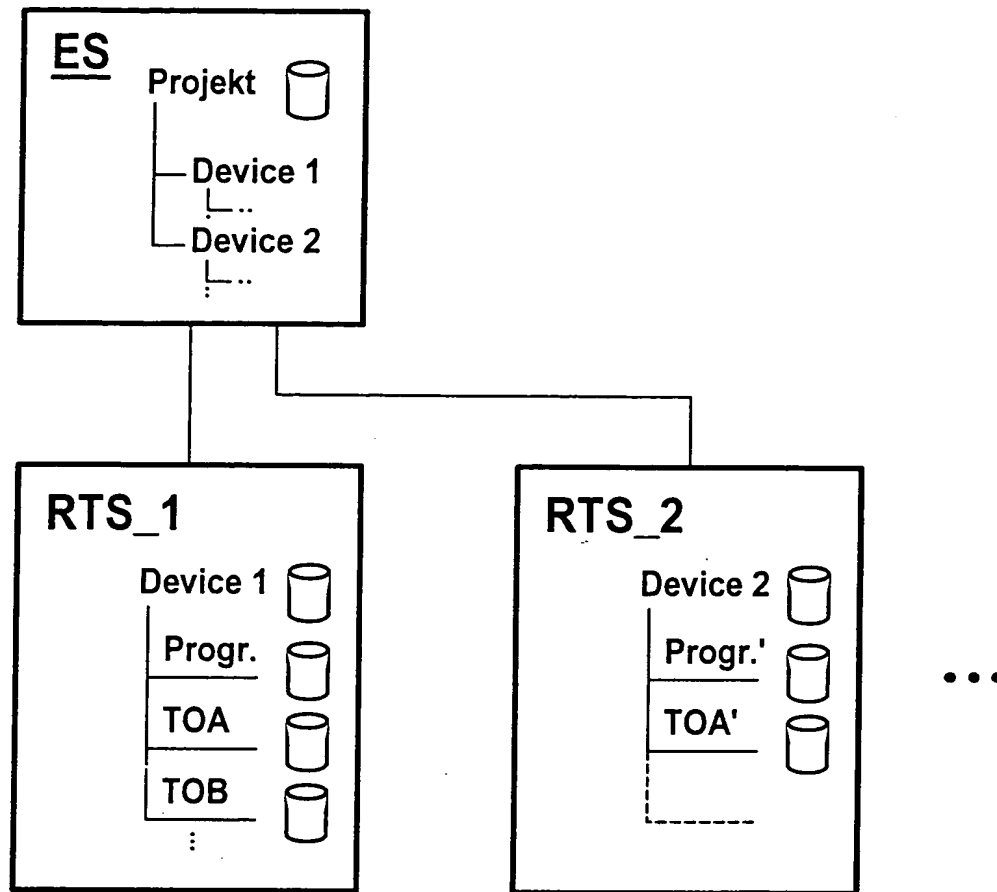 ES
Projekt
Device 1
Device 2
RTS_1
Device 1
Progr.
TOA
TOB
RTS_2
Device 2
Progr.'
TOA'